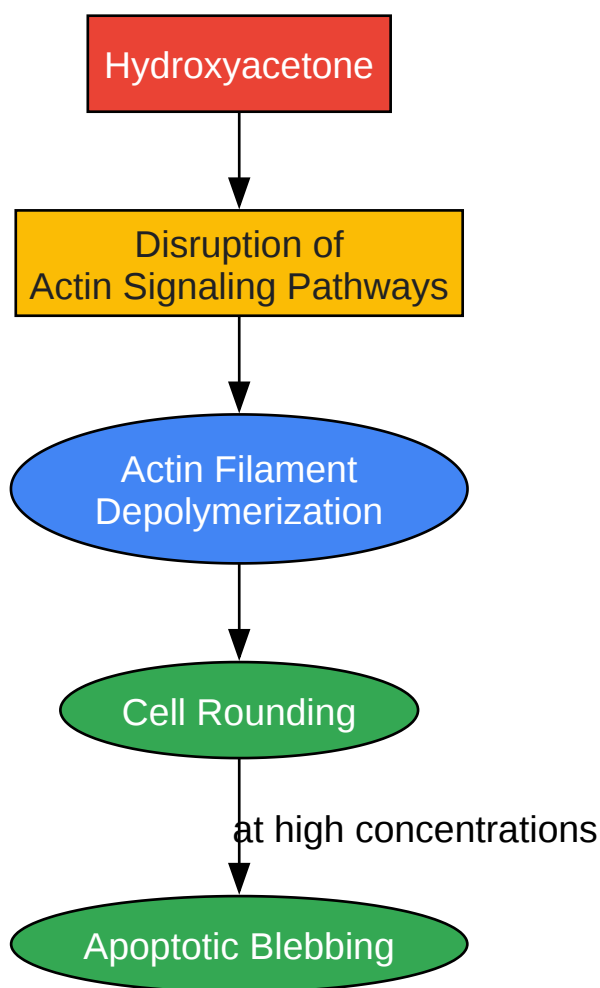 Hydroxyacetone
Disruption of
Actin Signaling Pathways
Actin Filament
Depolymerization
Cell Rounding
at high concentrations
Apoptotic Blebbing